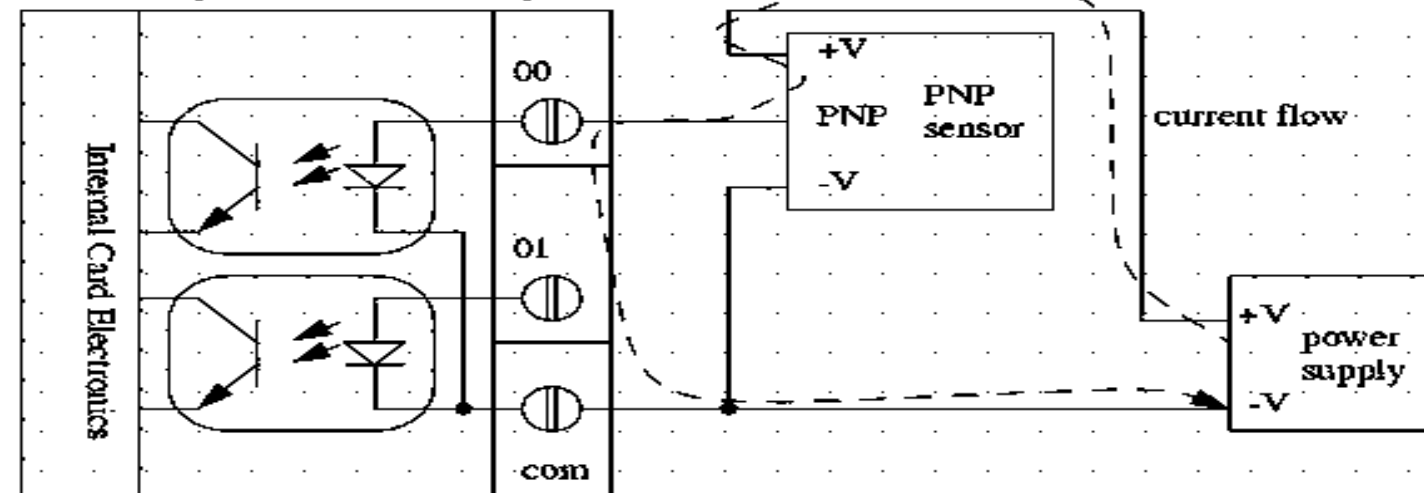 Internal Card Electronics
00
01
com
+V
PNP
-V
PNP
sensor
current flow
+V
-V
power
supply